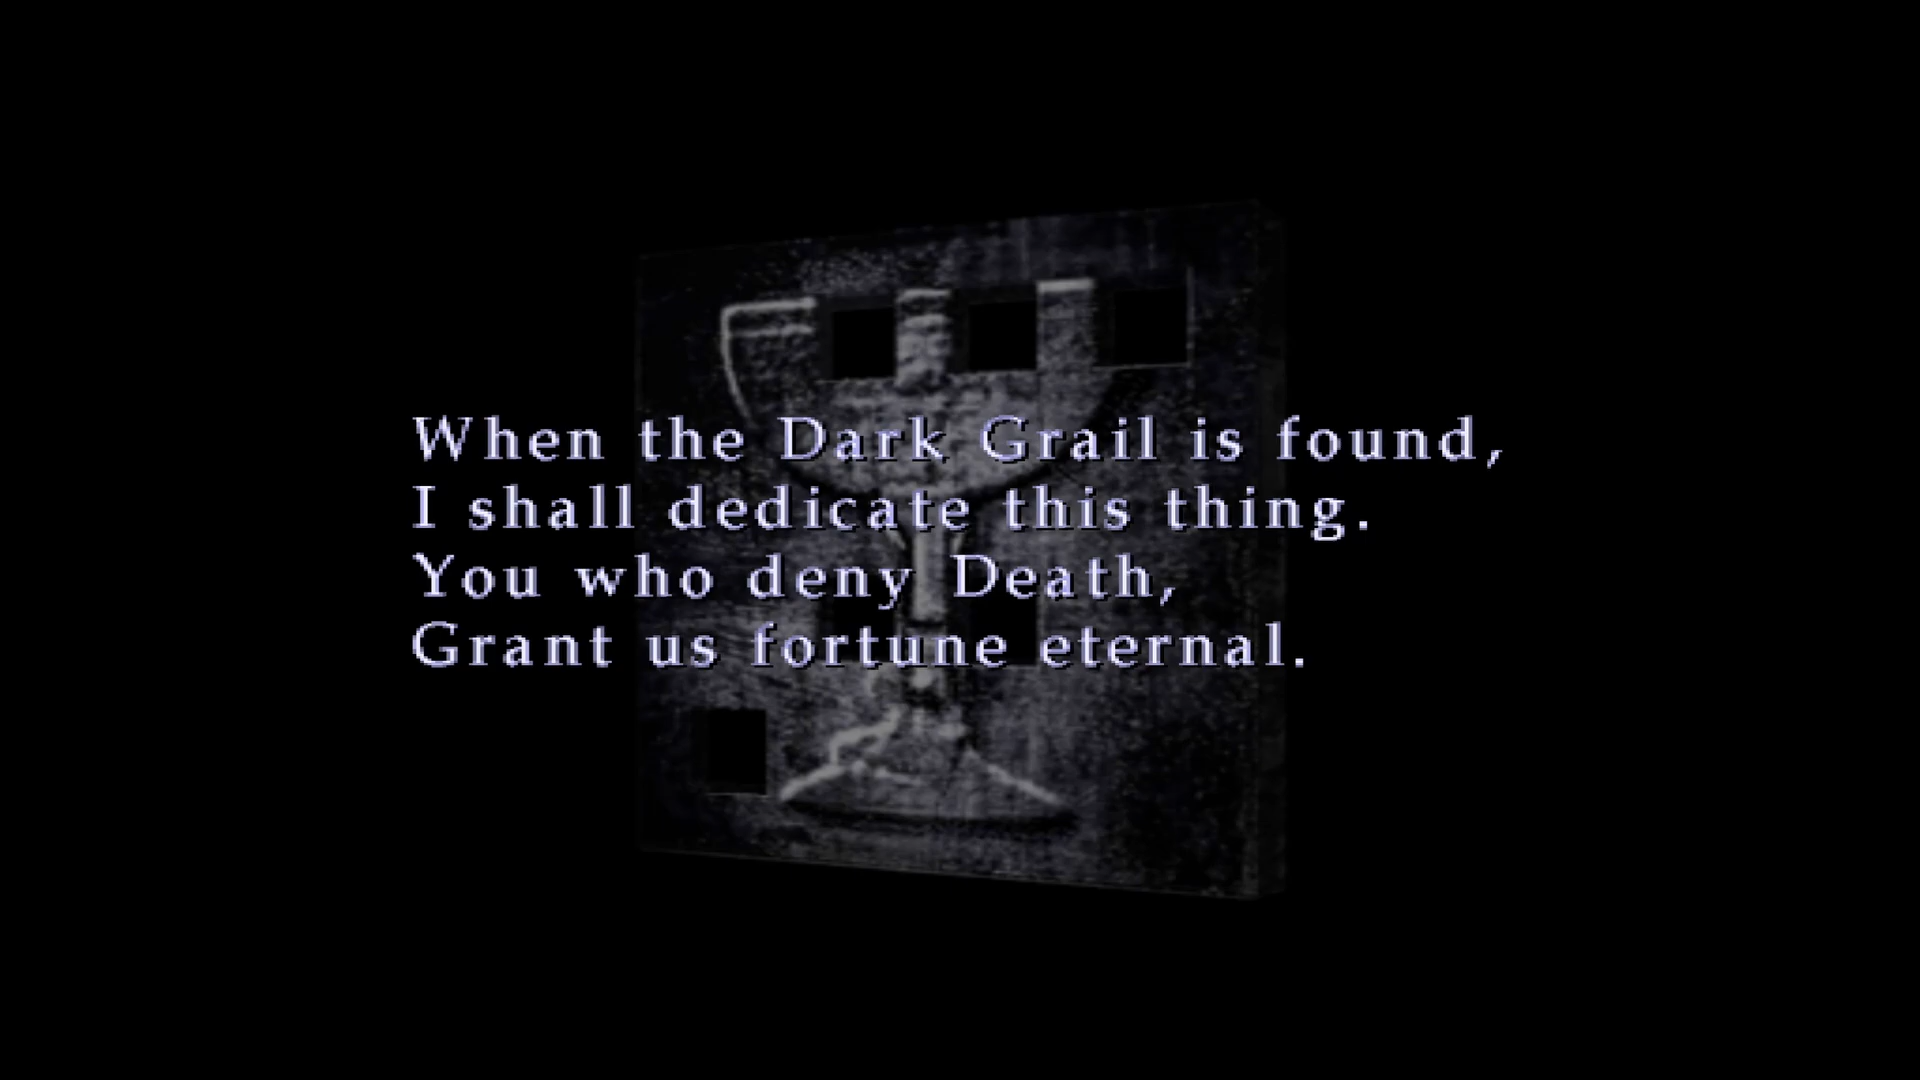 When the Dark Grail is found,
I shall dedicate this thing.
You who deny Death,
Grant us fortune eternal.